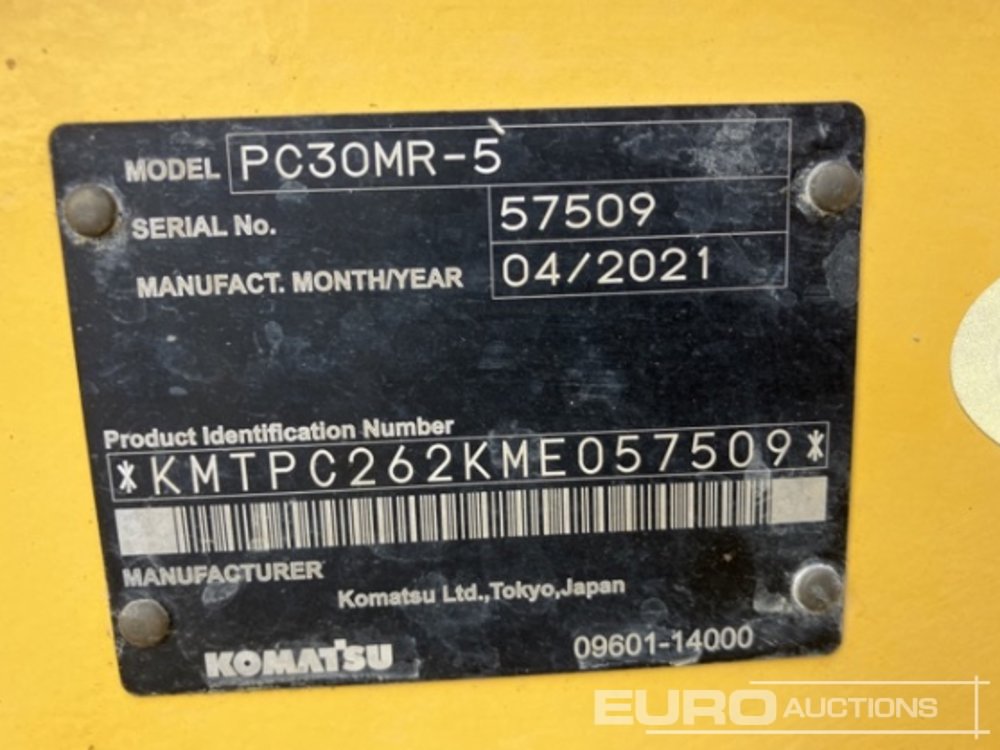 MODEL PC30MR-5
SERIAL No. 57509
MANUFACT. MONTH/YEAR 04/2021
Product Identification Number
*KMTPC262KME057509*
MANUFACTURER
Komatsu Ltd.,Tokyo,Japan
KOMATSU 09601-14000
EURO AUCTIONS